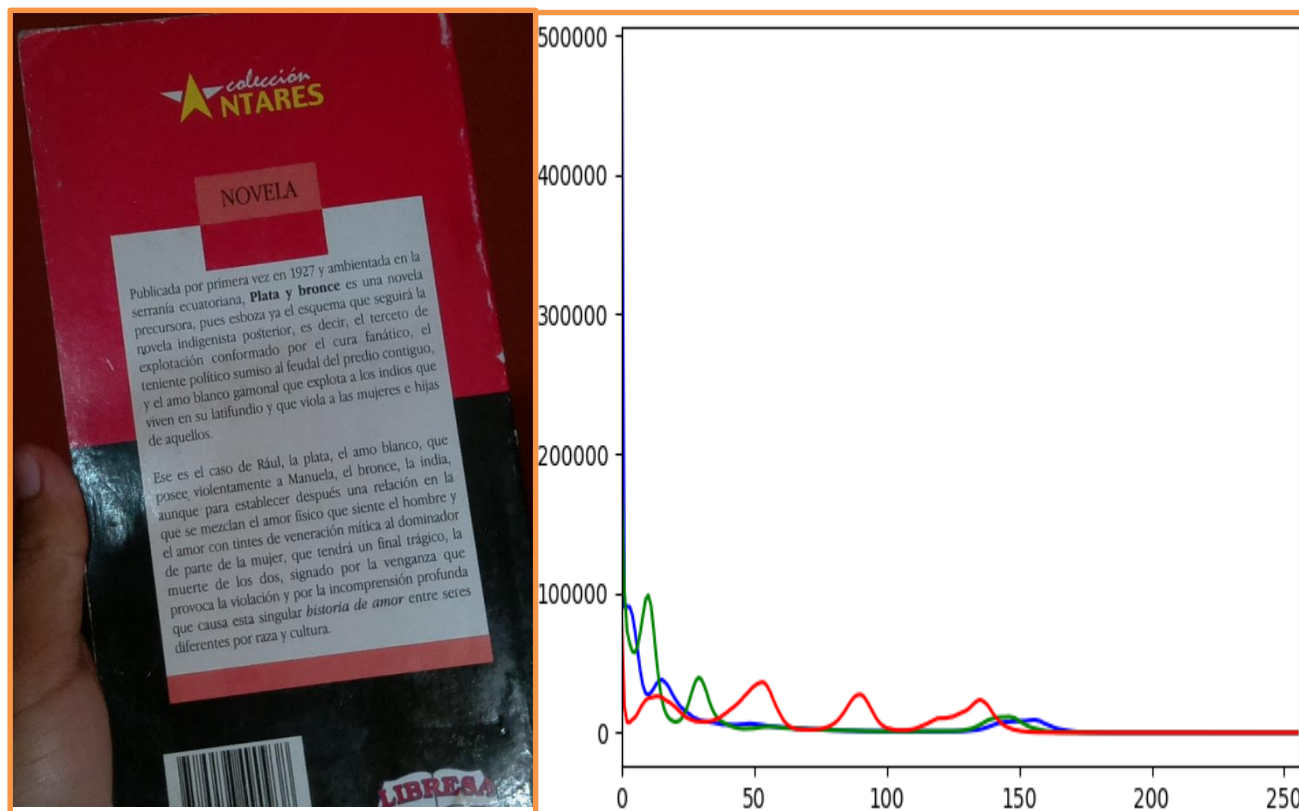 colección
ANTARES
NOVELA
Publicada por primera vez en 1927 y ambientada en la
serranía ecuatoriana, Plata y bronce es una novela
precursora, pues esboza ya el esquema que seguirá la
novela indigenista posterior, es decir, el terceto de
explotación conformado por el cura fanático, el
teniente político sumiso al feudal del predio contiguo,
y el amo blanco gamonal que explota a los indios que
viven en su latifundio y que viola a las mujeres e hijas
de aquellos.
Ese es el caso de Rául, la plata, el amo blanco, que
posee violentamente a Manuela, el bronce, la india,
aunque para establecer después una relación en la
que se mezclan el amor físico que siente el hombre y
el amor con tintes de veneración mítica al dominador
de parte de la mujer, que tendrá un final trágico, la
muerte de los dos, signado por la venganza que
provoca la violación y por la incomprensión profunda
que causa esta singular historia de amor entre seres
diferentes por raza y cultura.
LIBRESA
500000
400000
300000
200000
100000
0
0 50 100 150 200 250